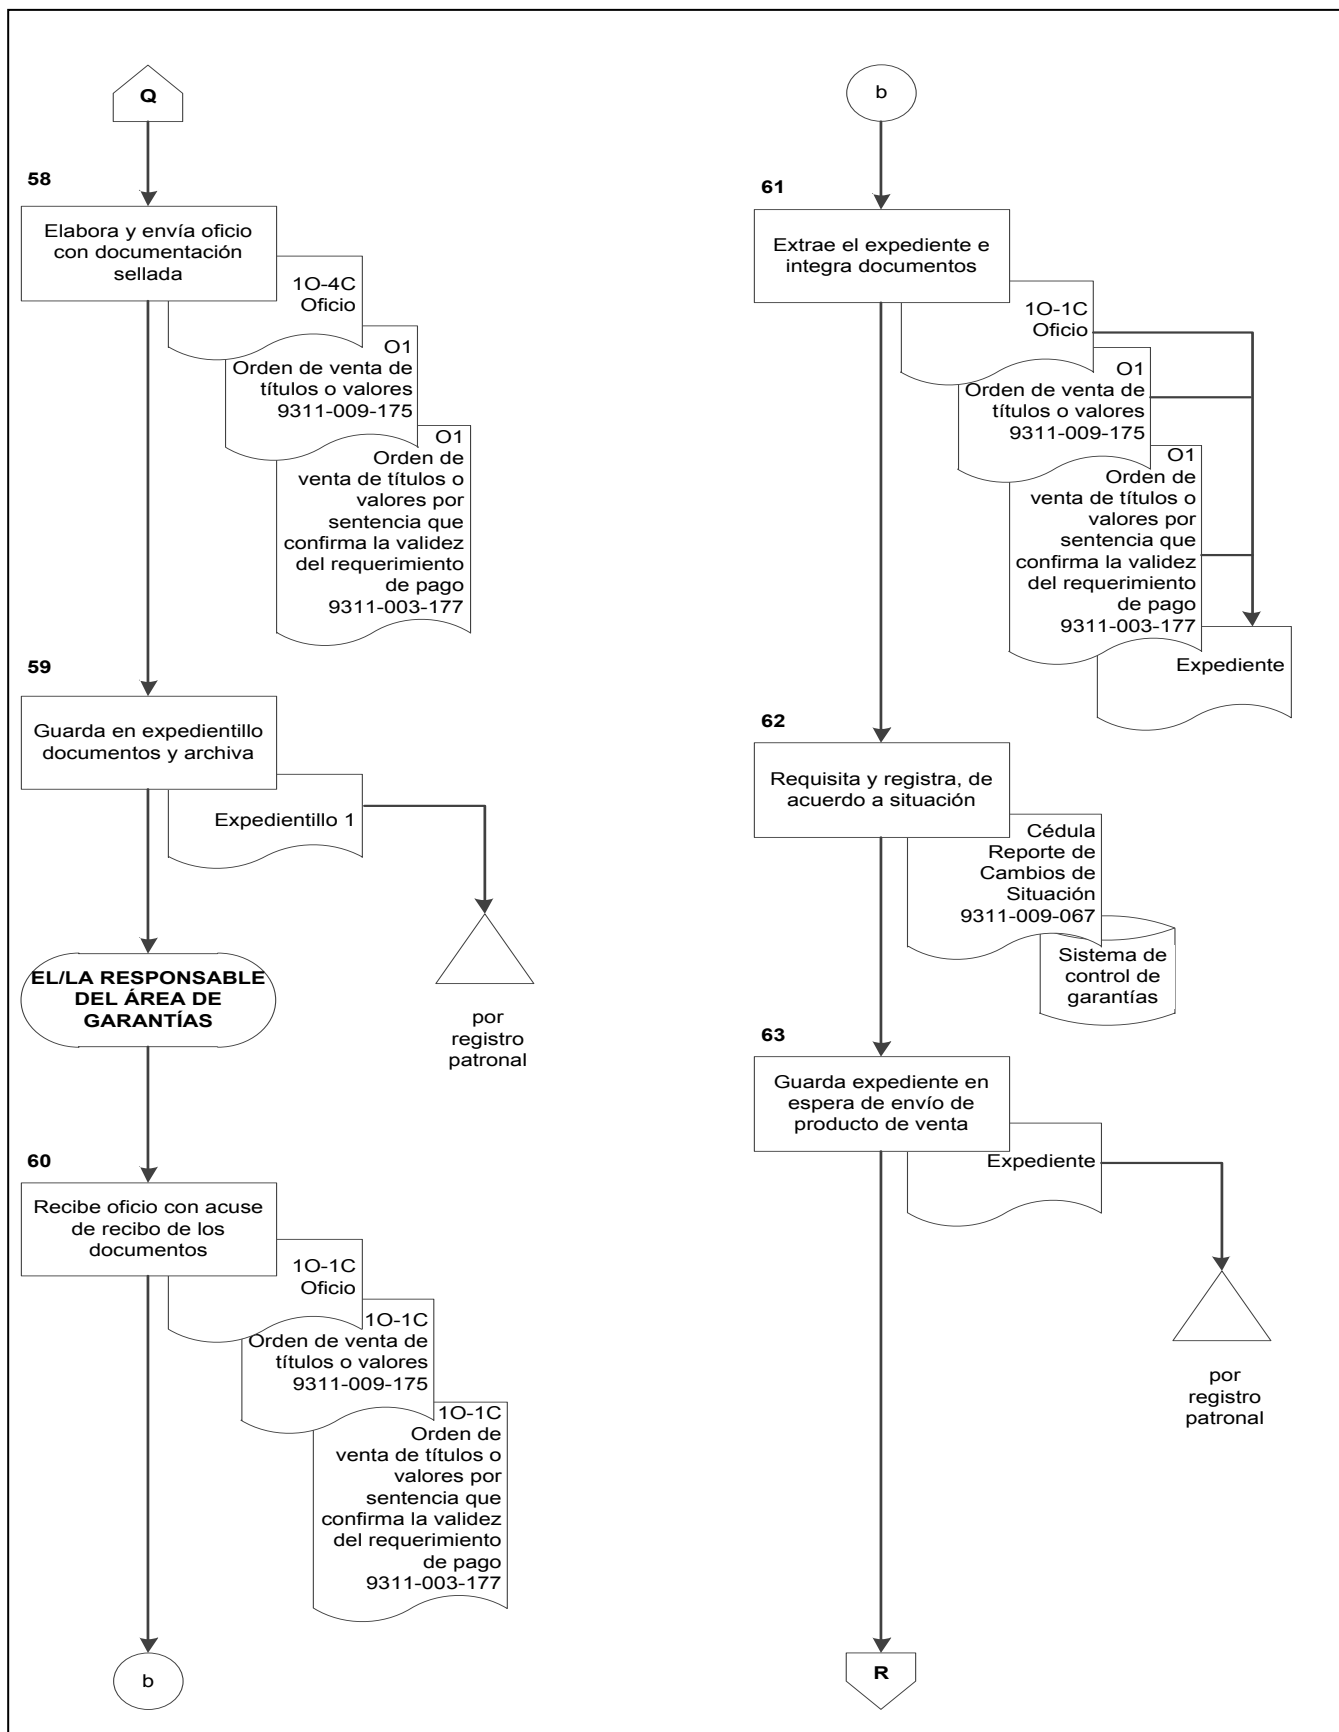 Q
58
Elabora y envía oficio
con documentación
sellada
1O-4C
Oficio
O1
Orden de venta de
títulos o valores
9311-009-175
O1
Orden de
venta de títulos o
valores por
sentencia que
confirma la validez
del requerimiento
de pago
9311-003-177
59
Guarda en expedientillo
documentos y archiva
Expedientillo 1
por
registro
patronal
EL/LA RESPONSABLE
DEL ÁREA DE
GARANTÍAS
60
Recibe oficio con acuse
de recibo de los
documentos
1O-1C
Oficio
1O-1C
Orden de venta de
títulos o valores
9311-009-175
1O-1C
Orden de
venta de títulos o
valores por
sentencia que
confirma la validez
del requerimiento
de pago
9311-003-177
b
b
61
Extrae el expediente e
integra documentos
1O-1C
Oficio
O1
Orden de venta de
títulos o valores
9311-009-175
O1
Orden de
venta de títulos o
valores por
sentencia que
confirma la validez
del requerimiento
de pago
9311-003-177
Expediente
62
Requisita y registra, de
acuerdo a situación
Cédula
Reporte de
Cambios de
Situación
9311-009-067
Sistema de
control de
garantías
63
Guarda expediente en
espera de envío de
producto de venta
Expediente
por
registro
patronal
R